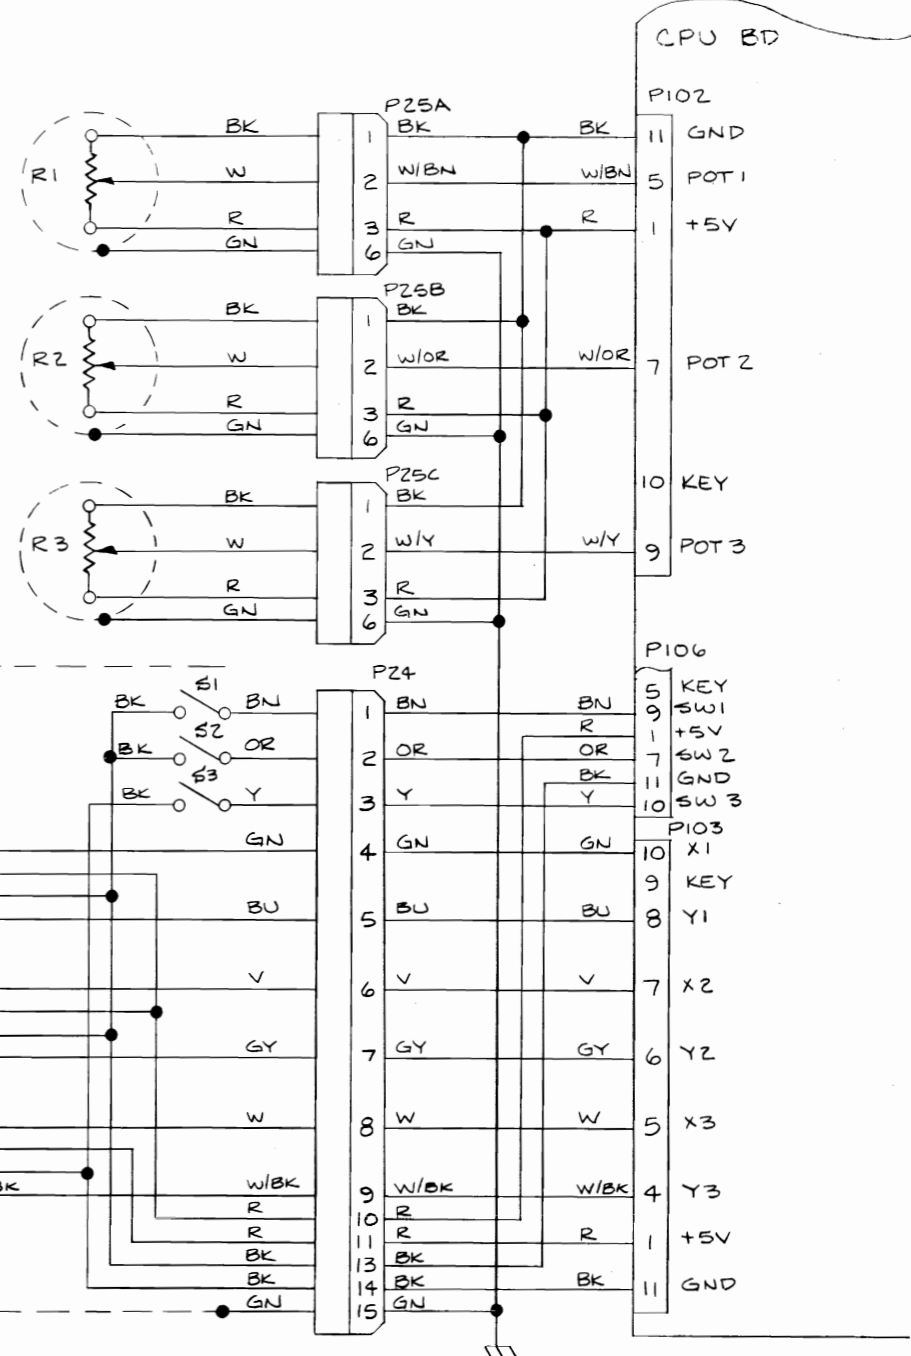 CPU BD
P25A P102
BK 1 BK BK 11 GND
R1 W 2 W/BN W/BN 5 POT 1
R 3 R R 1 +5V
GN 6 GN
P25B
BK 1 BK
R2 W 2 W/OR W/OR 7 POT 2
R 3 R
GN 6 GN
P25C
BK 1 BK 10 KEY
R3 W 2 W/Y W/Y 9 POT 3
R 3 R
GN 6 GN
P24 P106
S1 5 KEY
BK BN 1 BN BN 9 SW1
S2 R 1 +5V
BK OR 2 OR OR 7 SW 2
S3 BK 11 GND
BK Y 3 Y Y 10 SW 3
P103
GN 4 GN GN 10 X1
9 KEY
BU 5 BU BU 8 Y1
V 6 V V 7 X2
GY 7 GY GY 6 Y2
W 8 W W 5 X3
BK W/BK 9 W/BK W/BK 4 Y3
R 10 R
R 11 R R 1 +5V
BK 13 BK
BK 14 BK BK 11 GND
GN 15 GN